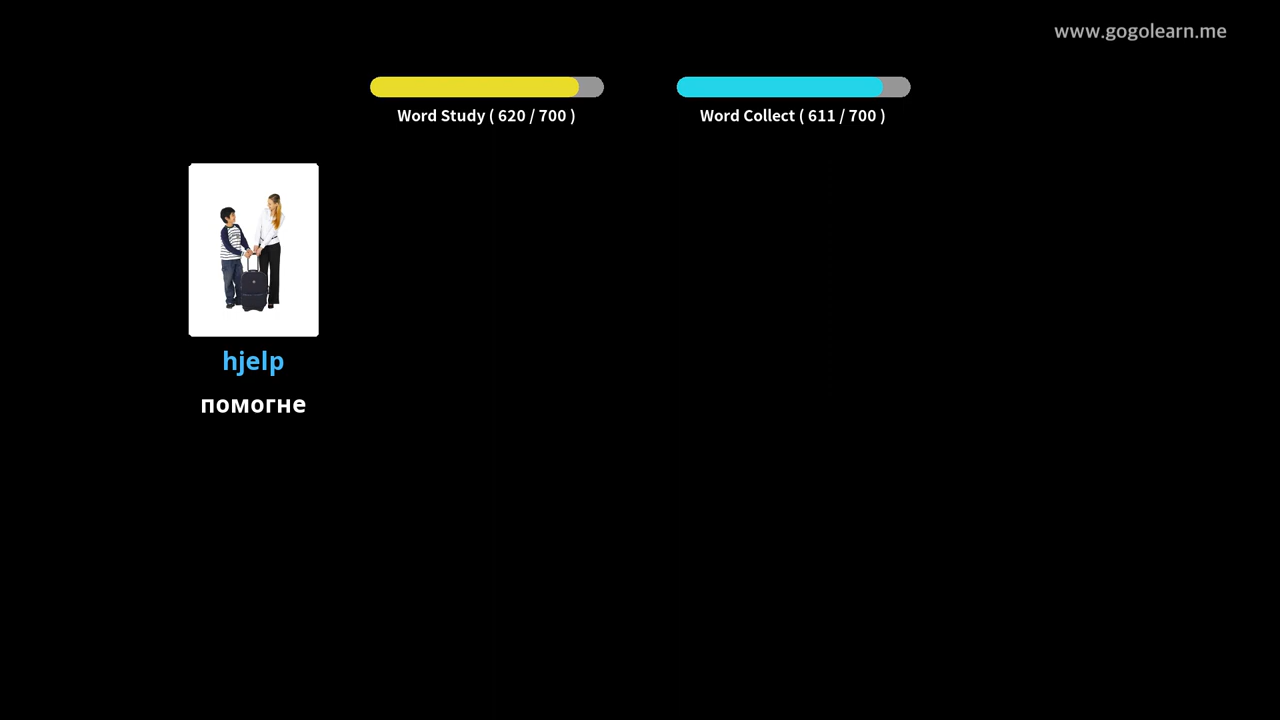 www.gogolearn.me
Word Study ( 620 / 700 )
Word Collect ( 611 / 700 )
hjelp
помогне